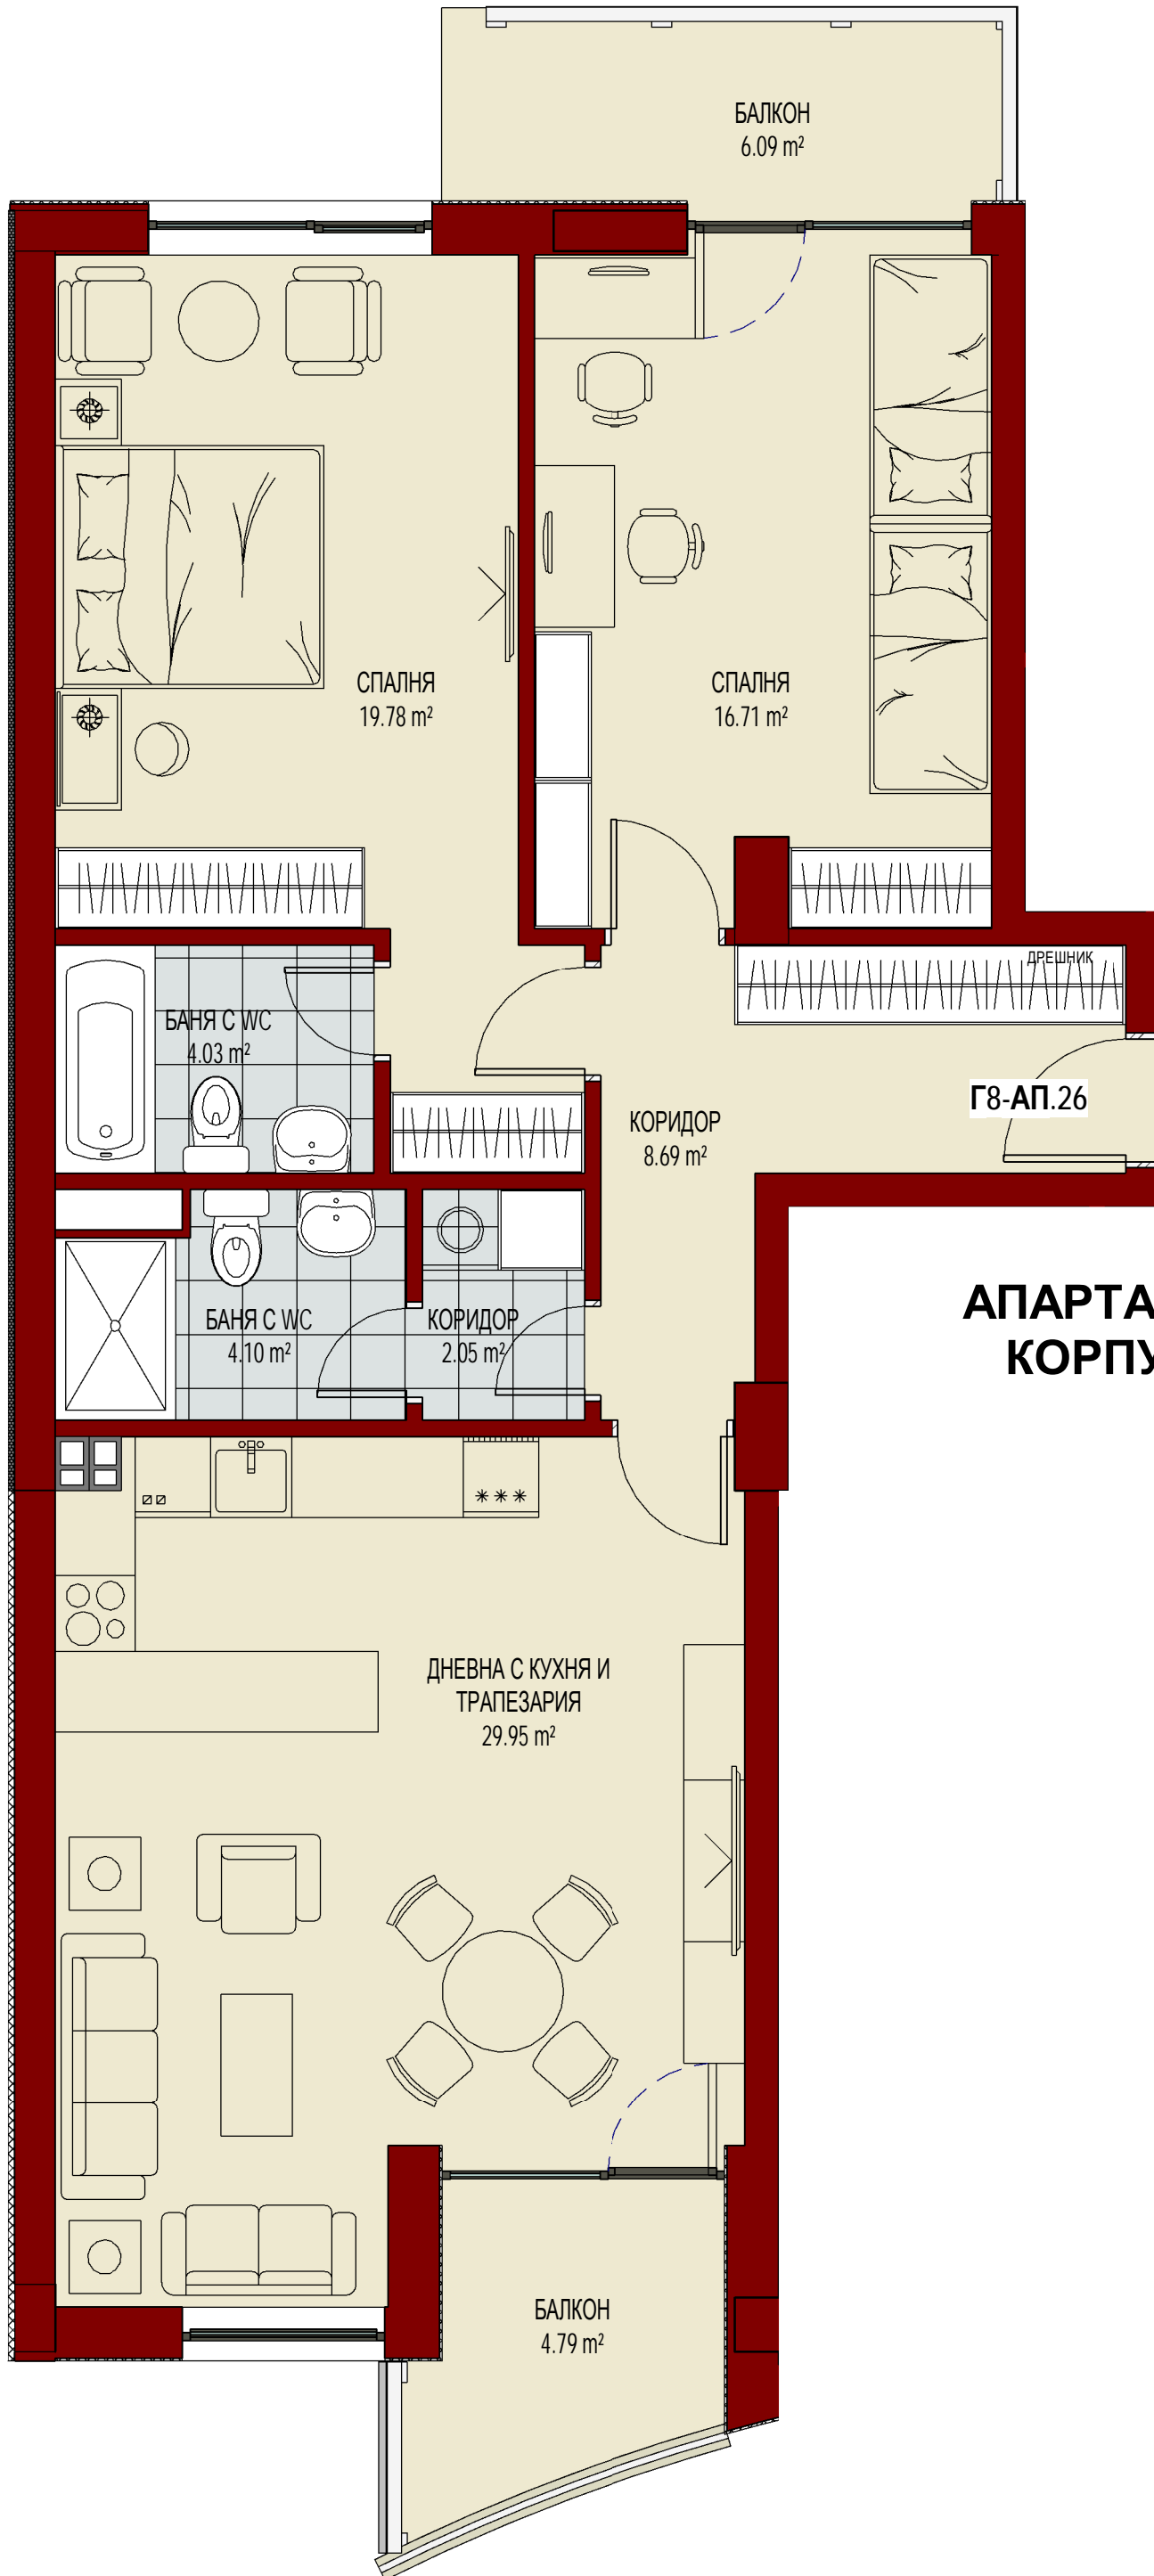 БАЛКОН
6.09 m²
СПАЛНЯ
19.78 m²
СПАЛНЯ
16.71 m²
ДРЕШНИК
БАНЯ С WC
4.03 m²
Г8-АП.26
КОРИДОР
8.69 m²
АПАРТА
КОРПУ
БАНЯ С WC
4.10 m²
КОРИДОР
2.05 m²
ДНЕВНА С КУХНЯ И
ТРАПЕЗАРИЯ
29.95 m²
БАЛКОН
4.79 m²